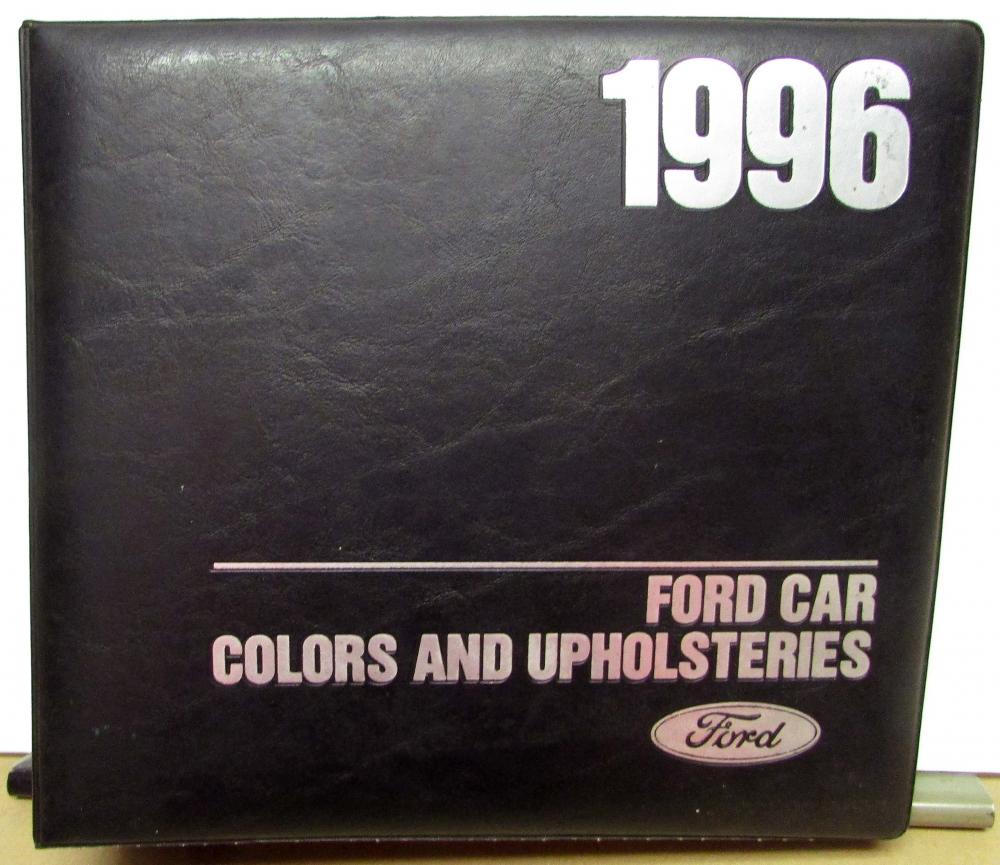 1996
FORD CAR
COLORS AND UPHOLSTERIES
Ford